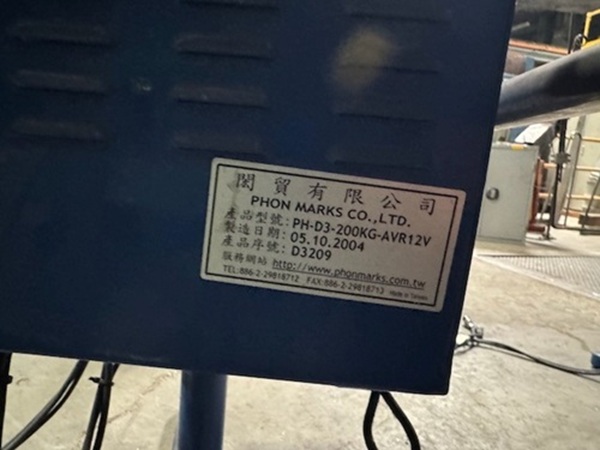 閎貿有限公司
PHON MARKS CO.,LTD.
產品型號: PH-D3-200KG-AVR12V
製造日期: 05.10.2004
產品序號: D3209
服務網站 http://www.phonmarks.com.tw
TEL:886-2-29818712 FAX:886-2-29818713 Made in Taiwan